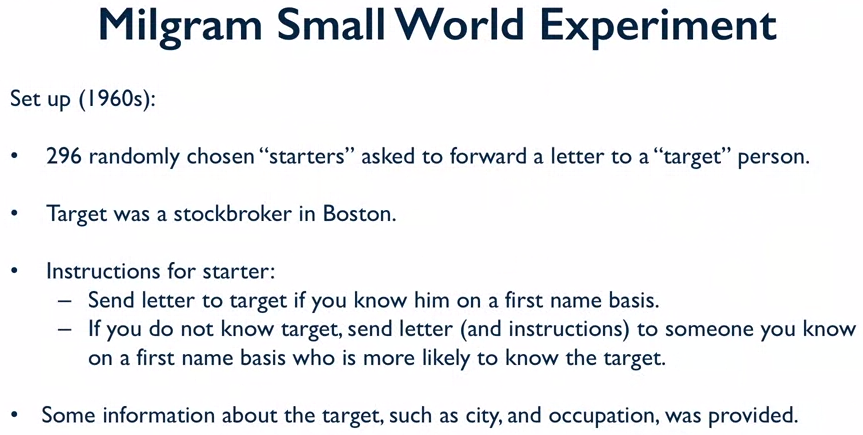 Milgram Small World Experiment
Set up (1960s):
• 296 randomly chosen “starters” asked to forward a letter to a “target” person.
• Target was a stockbroker in Boston.
• Instructions for starter:
– Send letter to target if you know him on a first name basis.
– If you do not know target, send letter (and instructions) to someone you know
on a first name basis who is more likely to know the target.
• Some information about the target, such as city, and occupation, was provided.